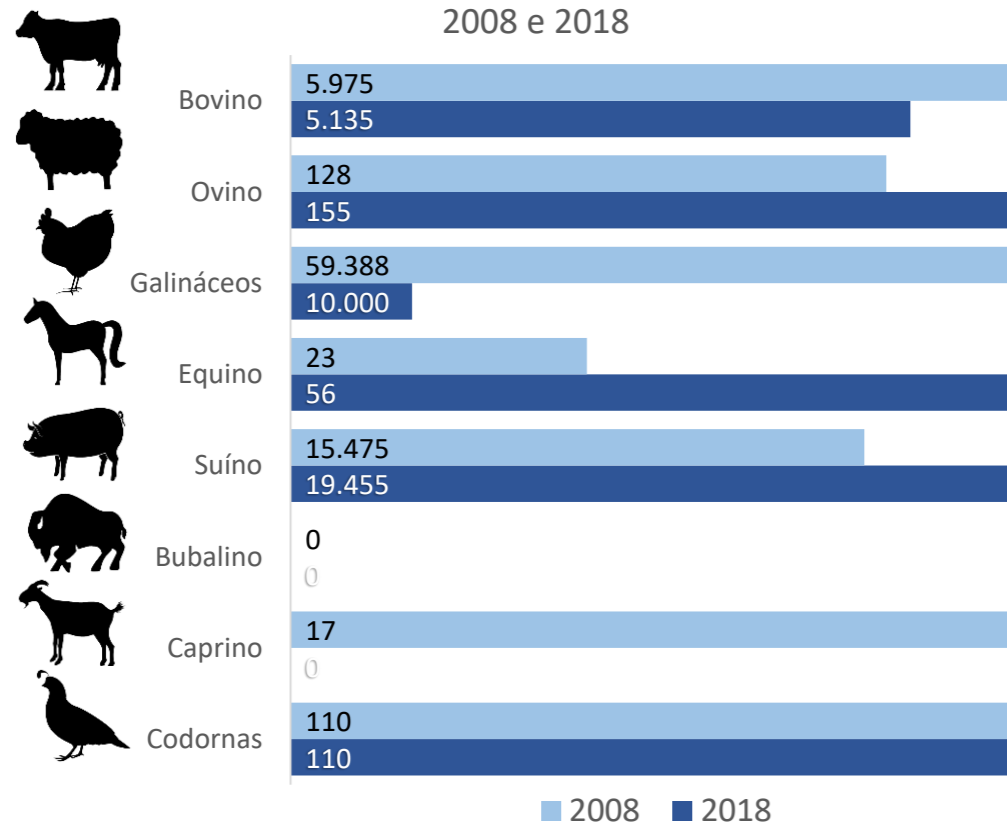 2008 e 2018
Bovino
5.975
5.135
Ovino
128
155
Galináceos
59.388
10.000
Equino
23
56
Suíno
15.475
19.455
Bubalino
0
0
Caprino
17
0
Codornas
110
110
2008 2018